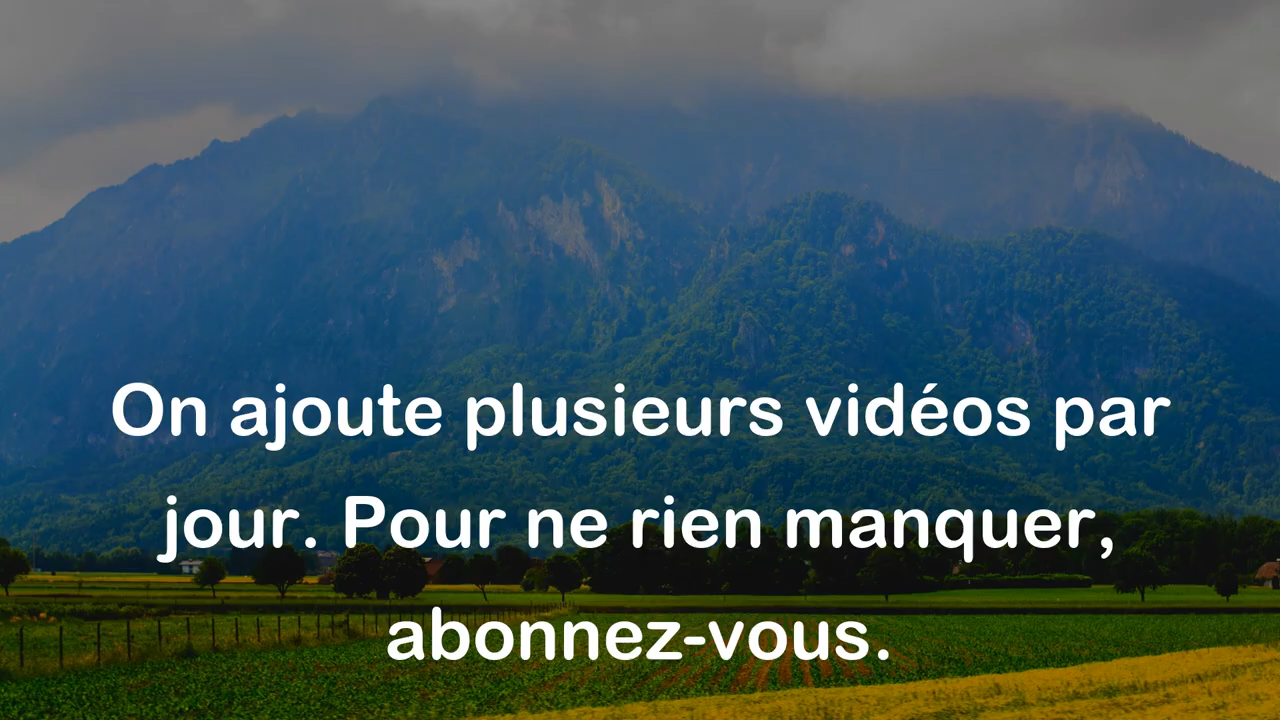 On ajoute plusieurs vidéos par
jour. Pour ne rien manquer,
abonnez-vous.